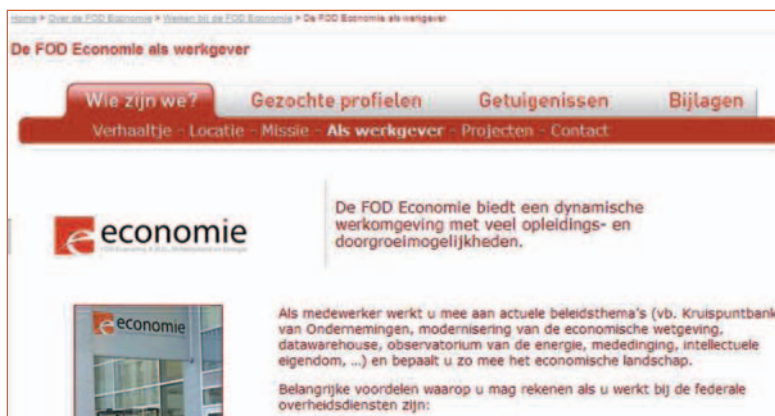 Home > Over de FOD Economie > Werken bij de FOD Economie > De FOD Economie als werkgever
De FOD Economie als werkgever
Wie zijn we? Gezochte profielen Getuigenissen Bijlagen
Verhaaltje - Locatie - Missie - Als werkgever - Projecten - Contact
economie
De FOD Economie biedt een dynamische
werkomgeving met veel opleidings- en
doorgroeimogelijkheden.
economie
Als medewerker werkt u mee aan actuele beleidsthema's (vb. Kruispuntbank
van Ondernemingen, modernisering van de economische wetgeving,
datawarehouse, observatorium van de energie, mededinging, intellectuele
eigendom, ...) en bepaalt u zo mee het economische landschap.
Belangrijke voordelen waarop u mag rekenen als u werkt bij de federale
overheidsdiensten zijn: